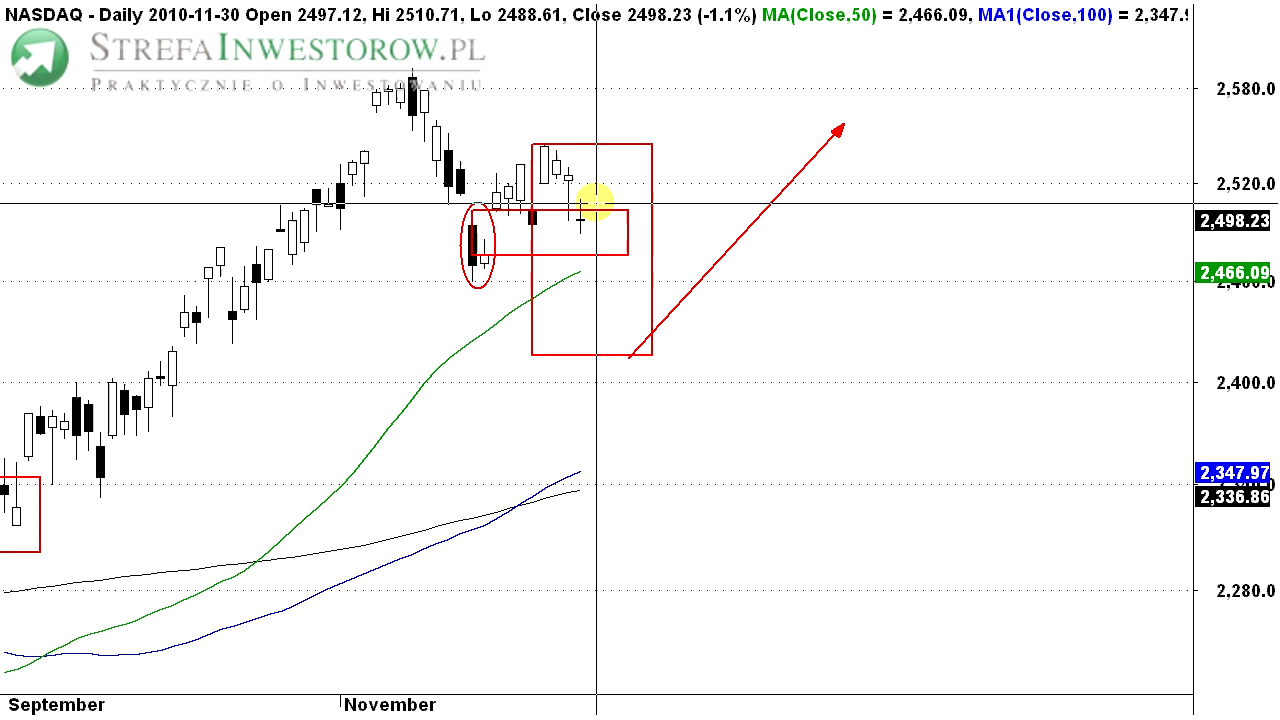 NASDAQ - Daily 2010-11-30 Open 2497.12, Hi 2510.71, Lo 2488.61, Close 2498.23 (-1.1%) MA(Close,50) = 2,466.09, MA1(Close,100) = 2,347.9
STREFAINWESTOROW.PL
PRAKTYCZNIE O INWESTOWANIU
2,580.0
2,520.0
2,498.23
2,466.09
2,400.0
2,347.97
2,336.86
2,280.0
September November